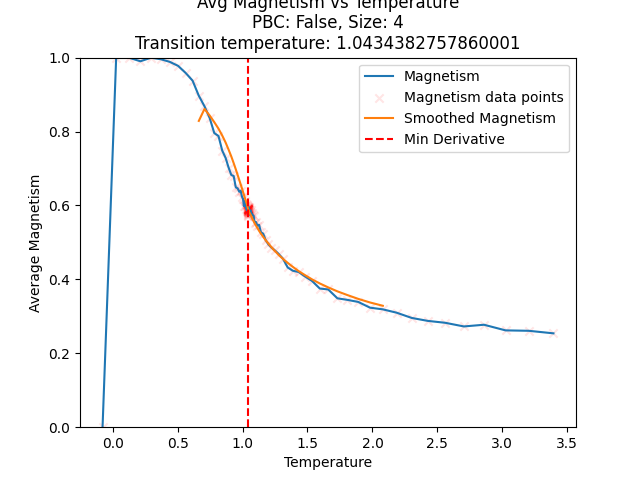 Avg Magnetism vs Temperature
PBC: False, Size: 4
Transition temperature: 1.0434382757860001
Magnetism
Magnetism data points
Smoothed Magnetism
Min Derivative
1.0
0.8
0.6
0.4
0.2
0.0
Average Magnetism
0.0 0.5 1.0 1.5 2.0 2.5 3.0 3.5
Temperature